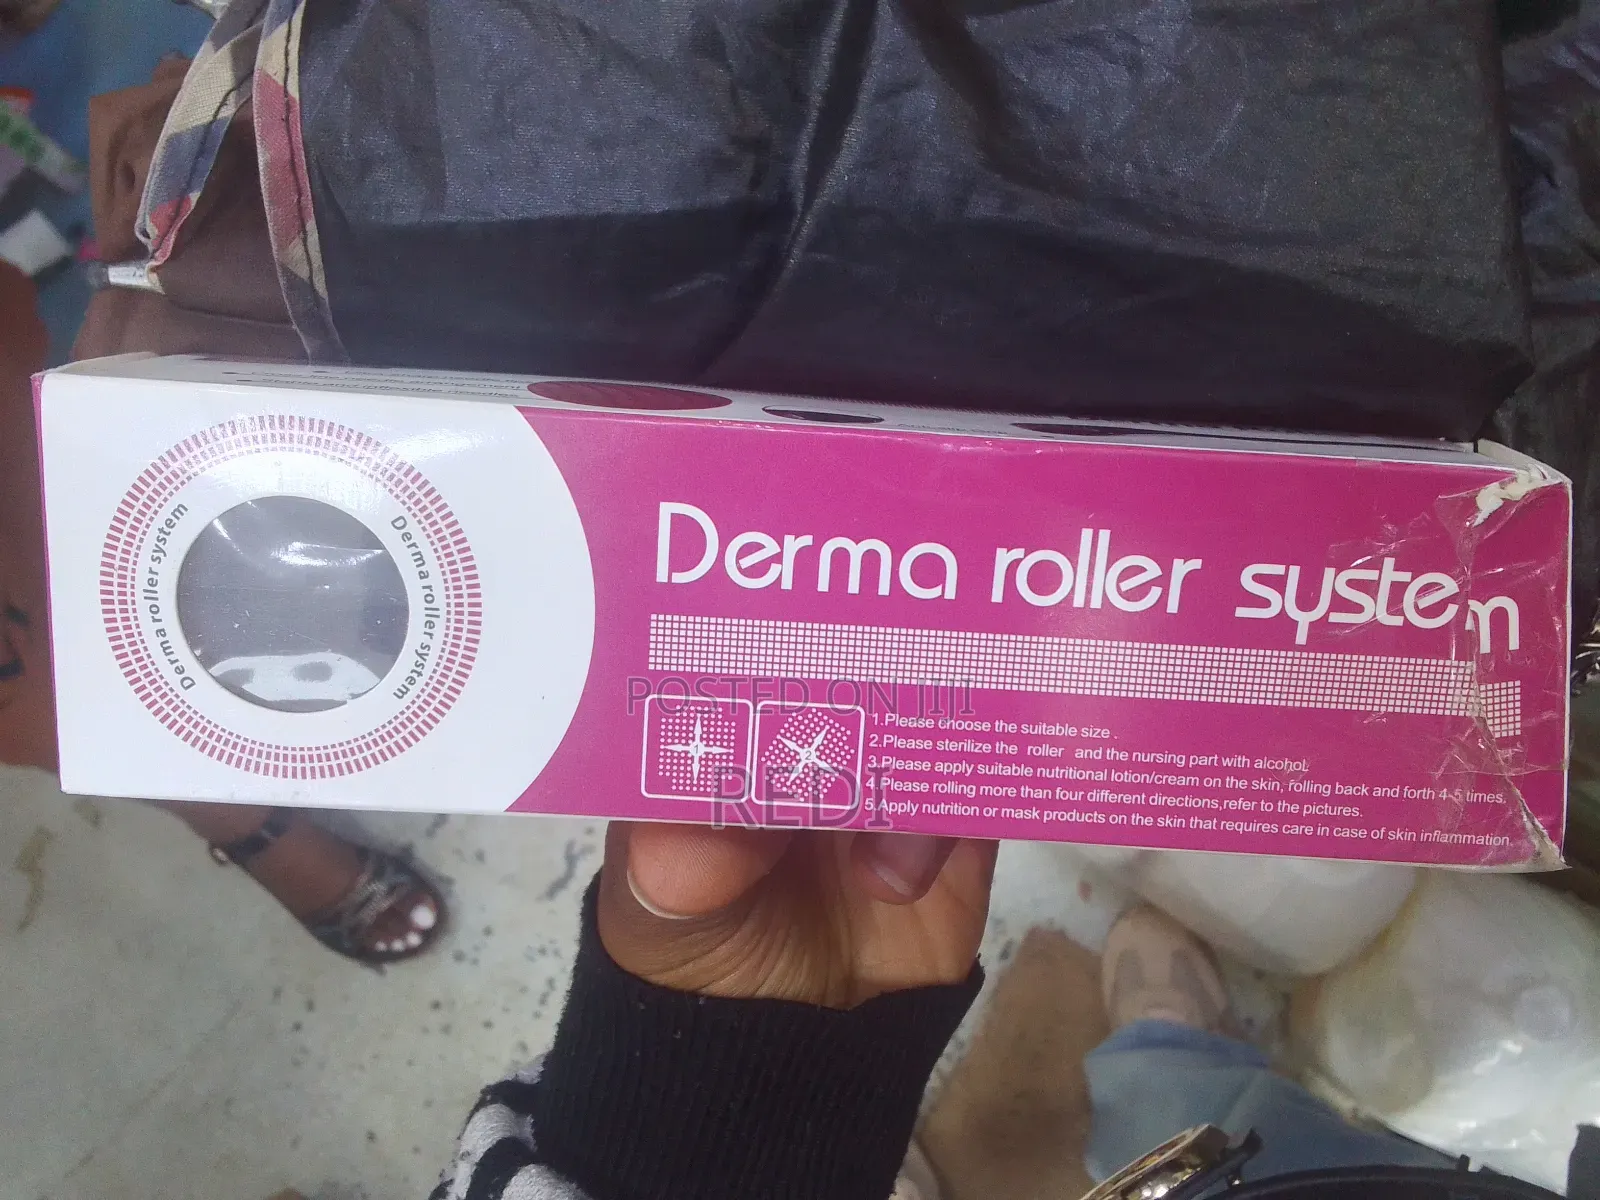 Derma roller system
Derma roller system
Derma roller system
POSTED ON JIJI
REDI
1
2
1.Please choose the suitable size .
2.Please sterilize the roller and the nursing part with alcohol.
3.Please apply suitable nutritional lotion/cream on the skin, rolling back and forth 4-5 times.
4.Please rolling more than four different directions,refer to the pictures.
5.Apply nutrition or mask products on the skin that requires care in case of skin inflammation.